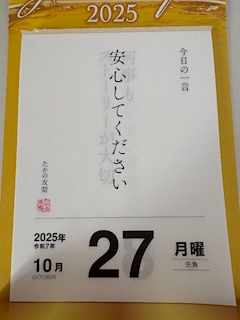 2025
今日の一言
安心してください
たかの友梨
2025年
令和7年
10月
OCTOBER
27
月曜
先負